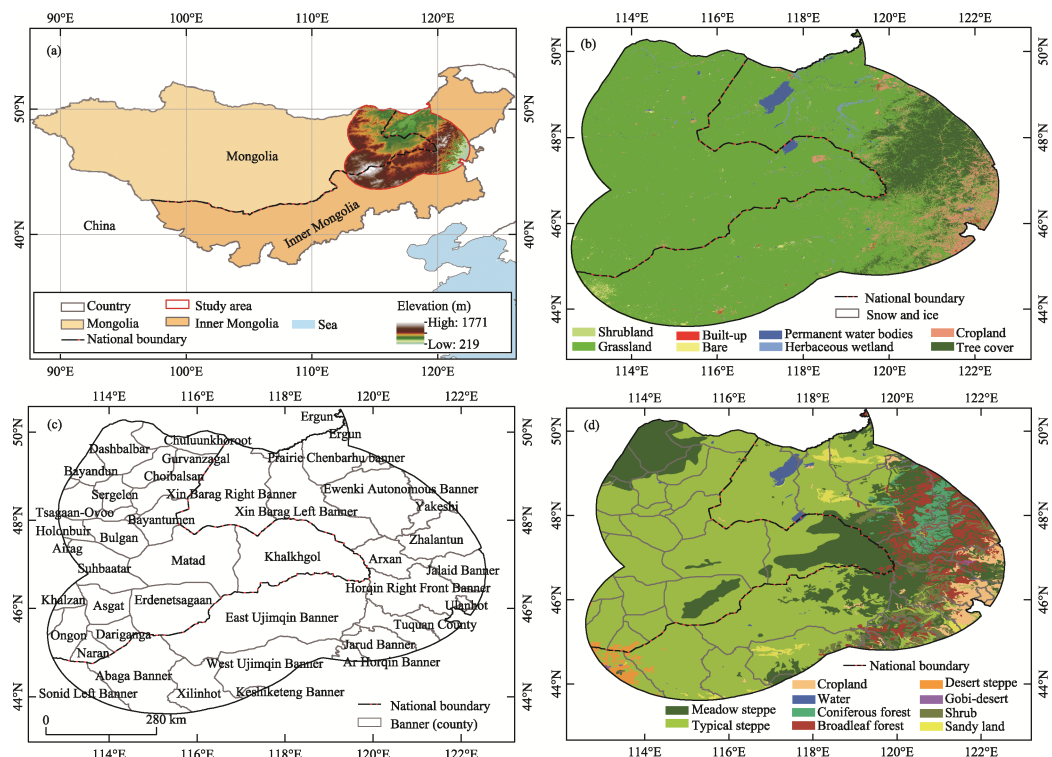 90°E 100°E 110°E 120°E
(a)
50°N 50°N
Mongolia
China
Inner Mongolia
40°N 40°N
Country Study area Elevation (m)
Mongolia Inner Mongolia Sea High: 1771
National boundary Low: 219
114°E 116°E 118°E 120°E 122°E
(b)
50°N 50°N
48°N 48°N
46°N 46°N
44°N 44°N
National boundary
Snow and ice
Shrubland Built-up Permanent water bodies Cropland
Grassland Bare Herbaceous wetland Tree cover
114°E 116°E 118°E 120°E 122°E
(c)
50°N
48°N
46°N
44°N
Ergun
Ergun
Chuluunkhoroot
Dashbalbar
Gurvanzagal
Prairie Chenbarhu banner
Bayandun
Choibalsan
Ewenki Autonomous Banner
Sergelen
Xin Barag Right Banner
Yakeshi
Tsagaan-Ovoo
Bayantumen
Xin Barag Left Banner
Holonbuir
Bulgan
Zhalantun
Airag
Matad
Khalkhgol
Arxan
Suhbaatar
Jalaid Banner
Horqin Right Front Banner
Khalzan
Asgat
Erdenetsagaan
Ulanhot
East Ujimqin Banner
Tuquan County
Ongon
Dariganga
Naran
Jarud Banner
West Ujimqin Banner
Ar Horqin Banner
Abaga Banner
Sonid Left Banner
Xilinhot
Keshiketeng Banner
National boundary
Banner (county)
0 280 km
114°E 116°E 118°E 120°E 122°E
114°E 116°E 118°E 120°E 122°E
(d)
50°N 50°N
48°N 48°N
46°N 46°N
44°N 44°N
National boundary
Cropland Desert steppe
Water Gobi-desert
Meadow steppe Coniferous forest Shrub
Typical steppe Broadleaf forest Sandy land
114°E 116°E 118°E 120°E 122°E